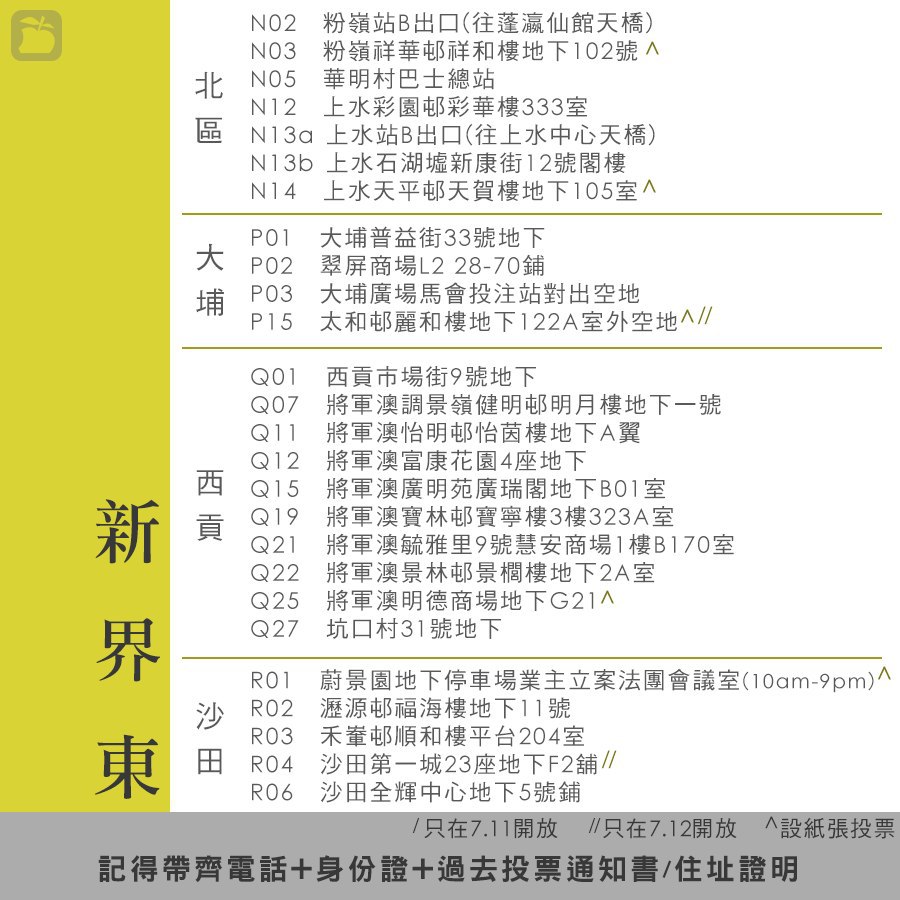 新界東
北區
N02 粉嶺站B出口(往蓬瀛仙館天橋)
N03 粉嶺祥華邨祥和樓地下102號^
N05 華明村巴士總站
N12 上水彩園邨彩華樓333室
N13a 上水站B出口(往上水中心天橋)
N13b 上水石湖墟新康街12號閣樓
N14 上水天平邨天賀樓地下105室^
大埔
P01 大埔普益街33號地下
P02 翠屏商場L2 28-70鋪
P03 大埔廣場馬會投注站對出空地
P15 太和邨麗和樓地下122A室外空地^//
西貢
Q01 西貢市場街9號地下
Q07 將軍澳調景嶺健明邨明月樓地下一號
Q11 將軍澳怡明邨怡茵樓地下A翼
Q12 將軍澳富康花園4座地下
Q15 將軍澳廣明苑廣瑞閣地下B01室
Q19 將軍澳寶林邨寶寧樓3樓323A室
Q21 將軍澳毓雅里9號慧安商場1樓B170室
Q22 將軍澳景林邨景櫩樓地下2A室
Q25 將軍澳明德商場地下G21^
Q27 坑口村31號地下
沙田
R01 蔚景園地下停車場業主立案法團會議室(10am-9pm)^
R02 瀝源邨福海樓地下11號
R03 禾輋邨順和樓平台204室
R04 沙田第一城23座地下F2舖//
R06 沙田全輝中心地下5號鋪
/只在7.11開放 //只在7.12開放 ^設紙張投票
記得帶齊電話+身份證+過去投票通知書/住址證明